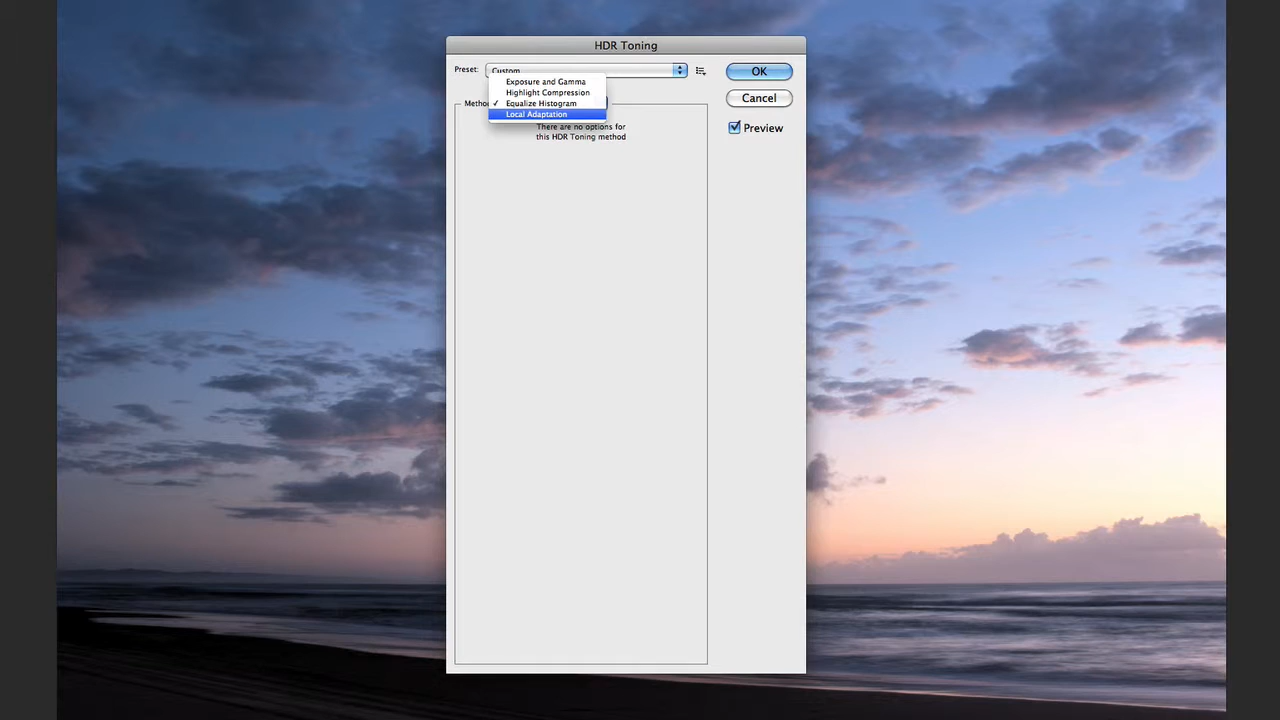 HDR Toning
Preset: Custom
OK
Exposure and Gamma
Highlight Compression
Method ✓ Equalize Histogram
Local Adaptation
Cancel
There are no options for
this HDR Toning method
Preview